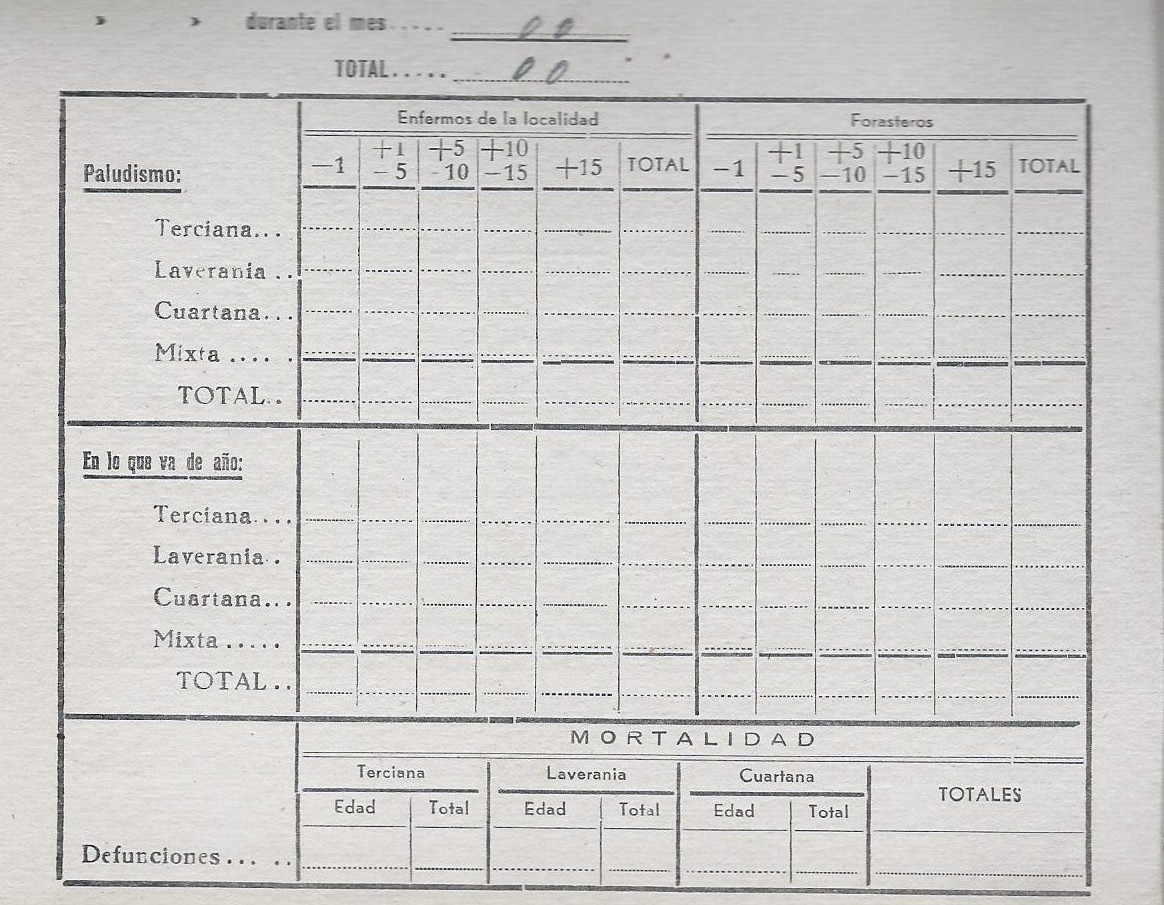 » » durante el mes..... 00
TOTAL..... 00
Enfermos de la localidad Forasteros
Paludismo: —1 +1 —5 +5 -10 +10 —15 +15 TOTAL —1 +1 —5 +5 —10 +10 —15 +15 TOTAL
Terciana...
Laverania ..
Cuartana...
Mixta .....
TOTAL..
En lo que va de año:
Terciana....
Laverania..
Cuartana...
Mixta .....
TOTAL..
MORTALIDAD
Terciana Laverania Cuartana TOTALES
Edad Total Edad Total Edad Total
Defunciones.....